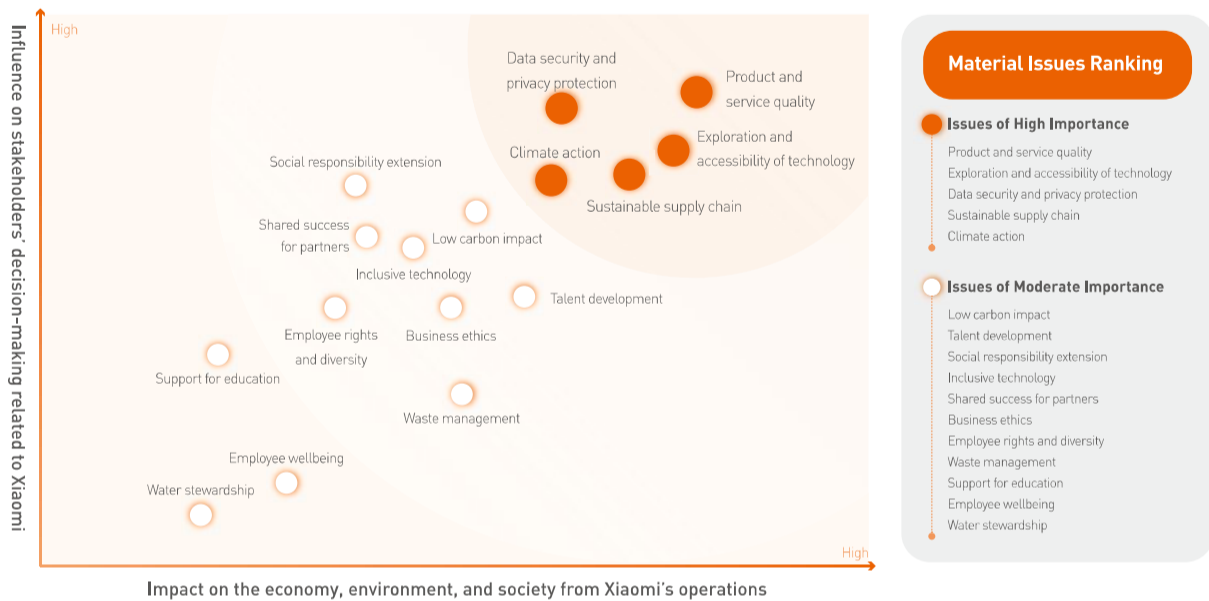 Influence on stakeholders' decision-making related to Xiaomi
High
Data security and
privacy protection
Product and
service quality
Climate action
Exploration and
accessibility of technology
Sustainable supply chain
Social responsibility extension
Shared success
for partners
Low carbon impact
Inclusive technology
Talent development
Employee rights
and diversity
Business ethics
Support for education
Waste management
Employee wellbeing
Water stewardship
High
Impact on the economy, environment, and society from Xiaomi's operations
Material Issues Ranking
Issues of High Importance
Product and service quality
Exploration and accessibility of technology
Data security and privacy protection
Sustainable supply chain
Climate action
Issues of Moderate Importance
Low carbon impact
Talent development
Social responsibility extension
Inclusive technology
Shared success for partners
Business ethics
Employee rights and diversity
Waste management
Support for education
Employee wellbeing
Water stewardship